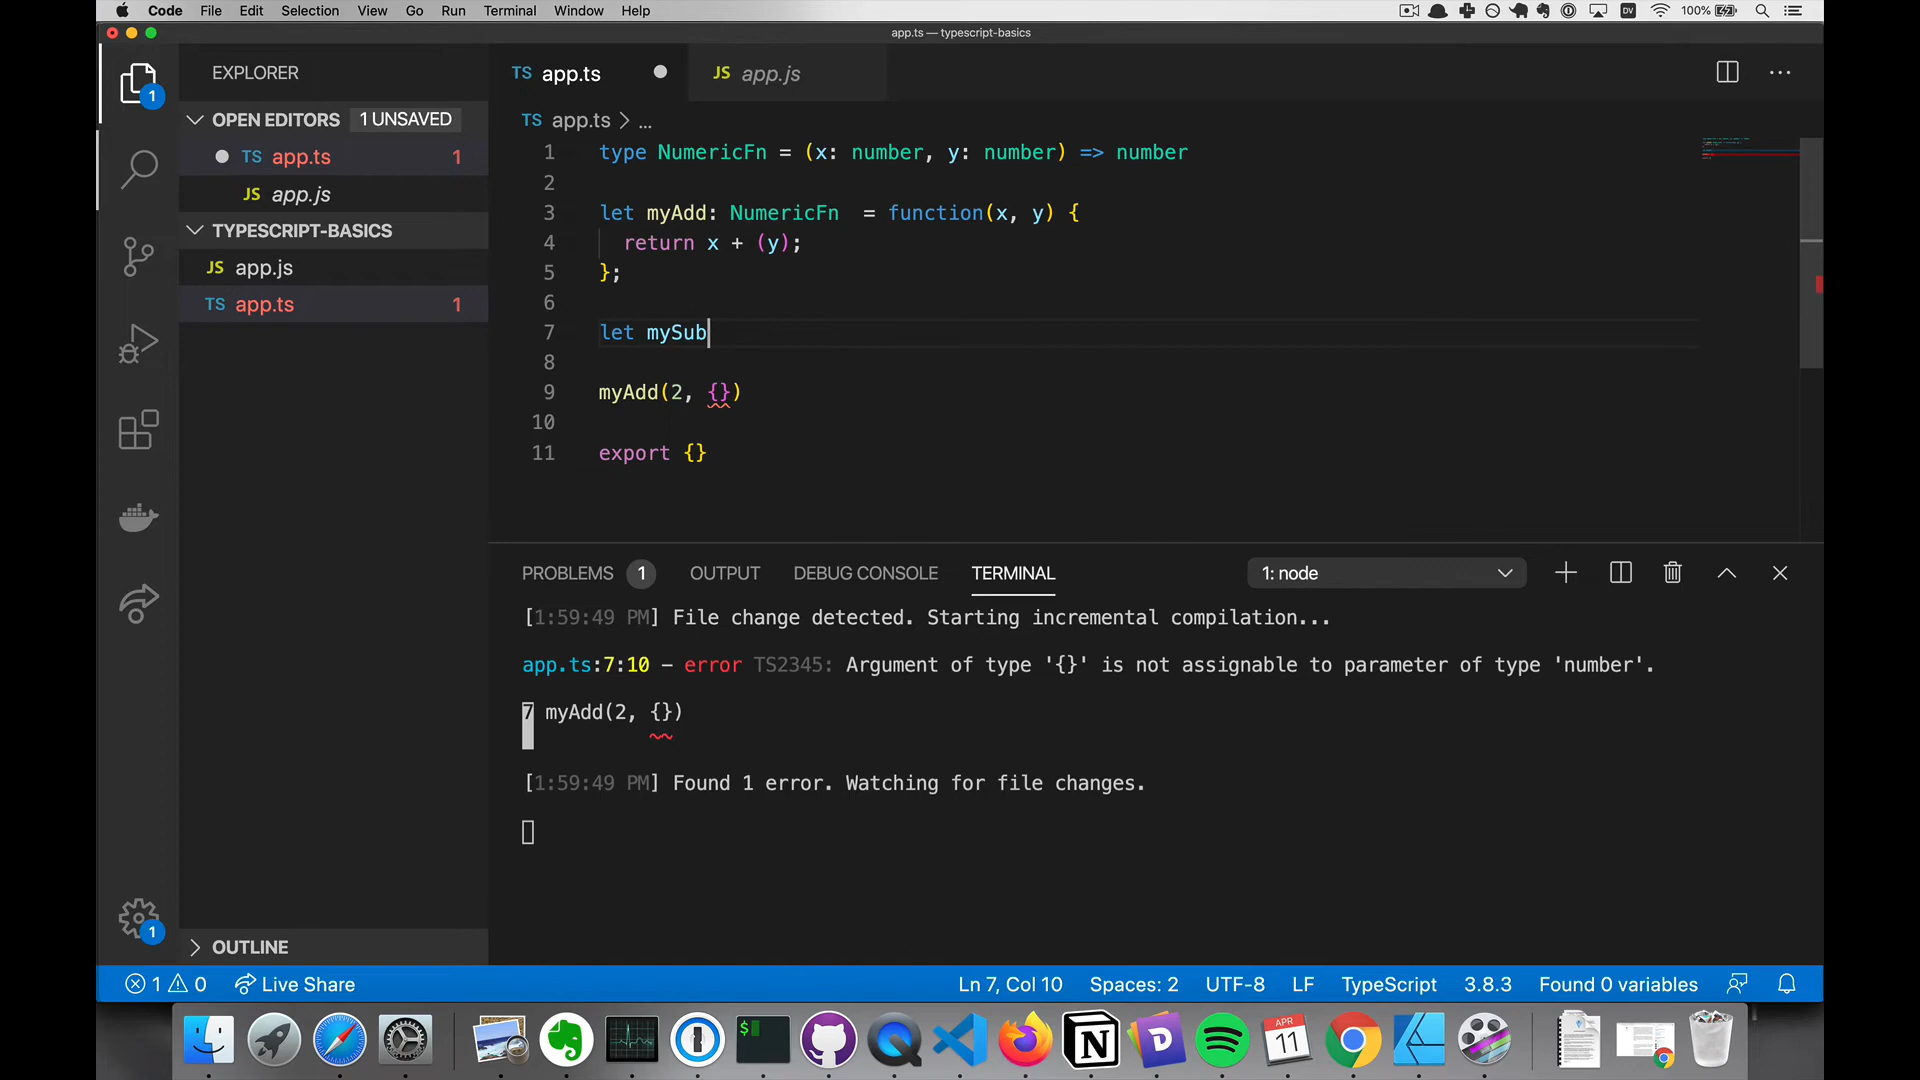 Code File Edit Selection View Go Run Terminal Window Help
DV 100%
app.ts — typescript-basics
EXPLORER
TS app.ts JS app.js
1
OPEN EDITORS 1 UNSAVED
TS app.ts 1
JS app.js
TYPESCRIPT-BASICS
JS app.js
TS app.ts 1
TS app.ts > ...
1 type NumericFn = (x: number, y: number) => number
2
3 let myAdd: NumericFn  = function(x, y) {
4 return x + (y);
5 };
6
7 let mySub
8
9 myAdd(2, {})
10
11 export {}
PROBLEMS 1 OUTPUT DEBUG CONSOLE TERMINAL 1: node
[1:59:49 PM] File change detected. Starting incremental compilation...
app.ts:7:10 - error TS2345: Argument of type '{}' is not assignable to parameter of type 'number'.
7 myAdd(2, {})
~~
[1:59:49 PM] Found 1 error. Watching for file changes.
1
OUTLINE
1 0 Live Share Ln 7, Col 10 Spaces: 2 UTF-8 LF TypeScript 3.8.3 Found 0 variables
$ N D APR
11